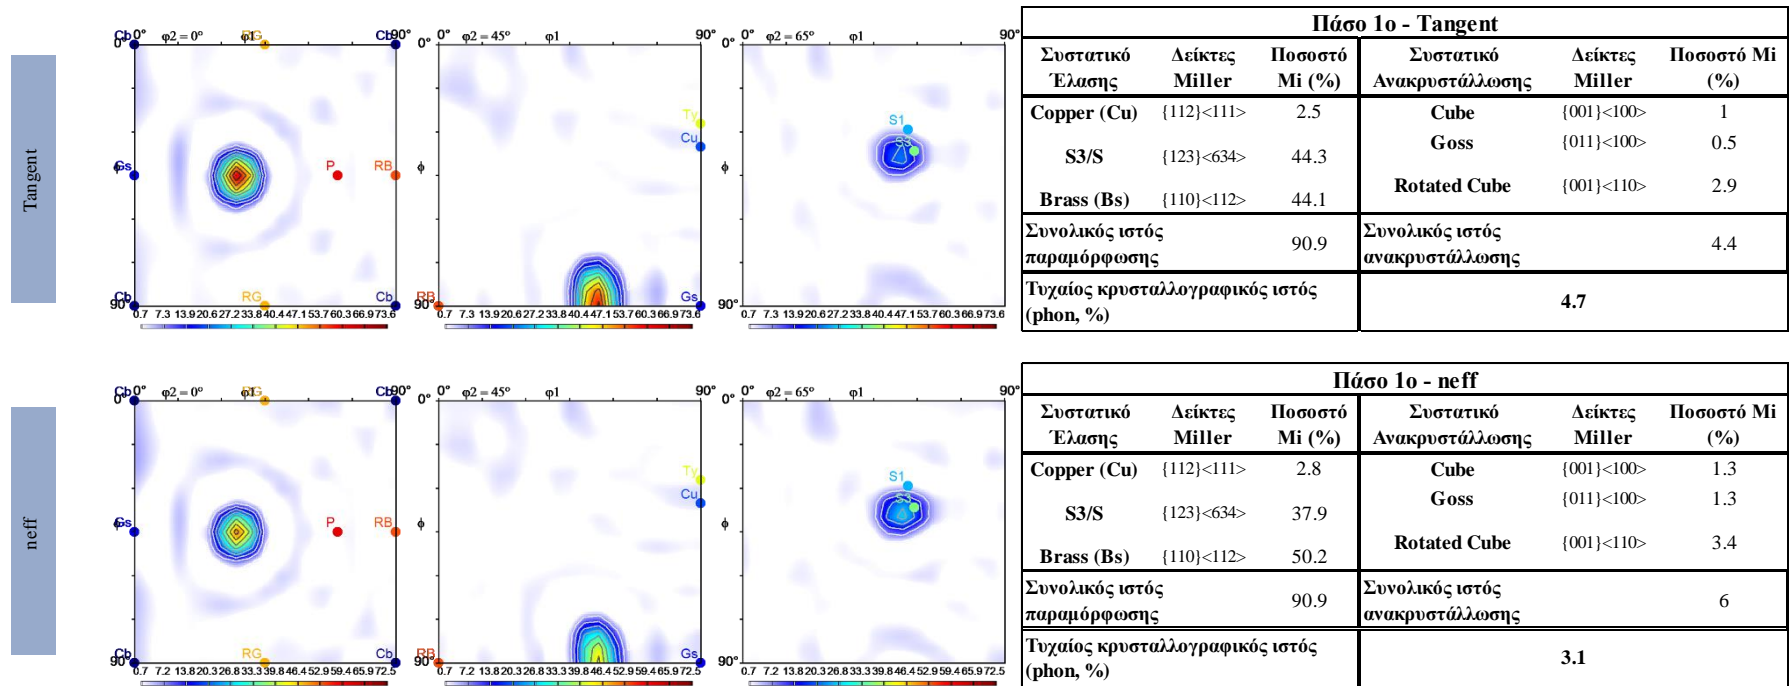 Tangent
Cb 0° φ2 = 0° RG φ1 Cb
Gs ϕ P RB
Cb RG Cb
0.7 7.3 13.9 20.6 27.2 33.8 40.4 47.1 53.7 60.3 66.9 73.6
0° φ2 = 45° φ1 90°
Ty
Cu
ϕ
RB 90° Gs
0.7 7.3 13.9 20.6 27.2 33.8 40.4 47.1 53.7 60.3 66.9 73.6
0° φ2 = 65° φ1 90°
S1
S3
ϕ
90°
0.7 7.3 13.9 20.6 27.2 33.8 40.4 47.1 53.7 60.3 66.9 73.6
Πάσο 1ο - Tangent
Συστατικό Έλασης Δείκτες Miller Ποσοστό Mi (%) Συστατικό Ανακρυστάλλωσης Δείκτες Miller Ποσοστό Mi (%)
Copper (Cu) {112}<111> 2.5 Cube {001}<100> 1
Goss {011}<100> 0.5
S3/S {123}<634> 44.3
Rotated Cube {001}<110> 2.9
Brass (Bs) {110}<112> 44.1
Συνολικός ιστός παραμόρφωσης 90.9 Συνολικός ιστός ανακρυστάλλωσης 4.4
Τυχαίος κρυσταλλογραφικός ιστός (phon, %) 4.7
neff
Cb 0° φ2 = 0° RG φ1 Cb 90°
Gs ϕ P RB
Cb 90° RG Cb
0.7 7.2 13.8 20.3 26.8 33.3 39.8 46.4 52.9 59.4 65.9 72.5
0° φ2 = 45° φ1 90°
Ty
Cu
ϕ
RB 90° Gs
0.7 7.2 13.8 20.3 26.8 33.3 39.8 46.4 52.9 59.4 65.9 72.5
0° φ2 = 65° φ1 90°
S1
S3
ϕ
90°
0.7 7.2 13.8 20.3 26.8 33.3 39.8 46.4 52.9 59.4 65.9 72.5
Πάσο 1ο - neff
Συστατικό Έλασης Δείκτες Miller Ποσοστό Mi (%) Συστατικό Ανακρυστάλλωσης Δείκτες Miller Ποσοστό Mi (%)
Copper (Cu) {112}<111> 2.8 Cube {001}<100> 1.3
Goss {011}<100> 1.3
S3/S {123}<634> 37.9
Rotated Cube {001}<110> 3.4
Brass (Bs) {110}<112> 50.2
Συνολικός ιστός παραμόρφωσης 90.9 Συνολικός ιστός ανακρυστάλλωσης 6
Τυχαίος κρυσταλλογραφικός ιστός (phon, %) 3.1